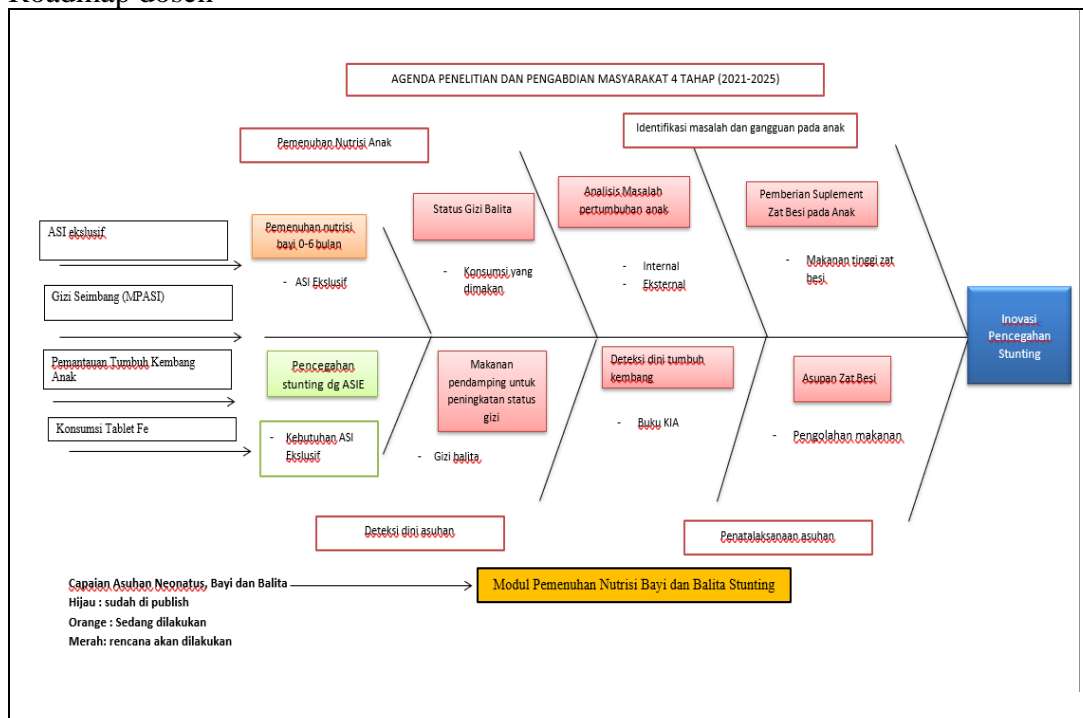 Roadmap dosen
AGENDA PENELITIAN DAN PENGABDIAN MASYARAKAT 4 TAHAP (2021-2025)
Pemenuhan Nutrisi Anak
Identifikasi masalah dan gangguan pada anak
ASI ekslusif
Gizi Seimbang (MPASI)
Pemantauan Tumbuh Kembang
Anak
Konsumsi Tablet Fe
Pemenuhan nutrisi
bayi 0-6 bulan
- ASI Ekslusif
Status Gizi Balita
- Konsumsi yang
dimakan
Analisis Masalah
pertumbuhan anak
- Internal
- Eksternal
Pemberian Suplement
Zat Besi pada Anak
- Makanan tinggi zat
besi
Inovasi
Pencegahan
Stunting
Pencegahan
stunting dg ASIE
- Kebutuhan ASI
Ekslusif
Makanan
pendamping untuk
peningkatan status
gizi
- Gizi balita
Deteksi dini tumbuh
kembang
- Buku KIA
Asupan Zat Besi
- Pengolahan makanan
Deteksi dini asuhan
Penatalaksanaan asuhan
Capaian Asuhan Neonatus, Bayi dan Balita
Modul Pemenuhan Nutrisi Bayi dan Balita Stunting
Hijau : sudah di publish
Orange : Sedang dilakukan
Merah: rencana akan dilakukan